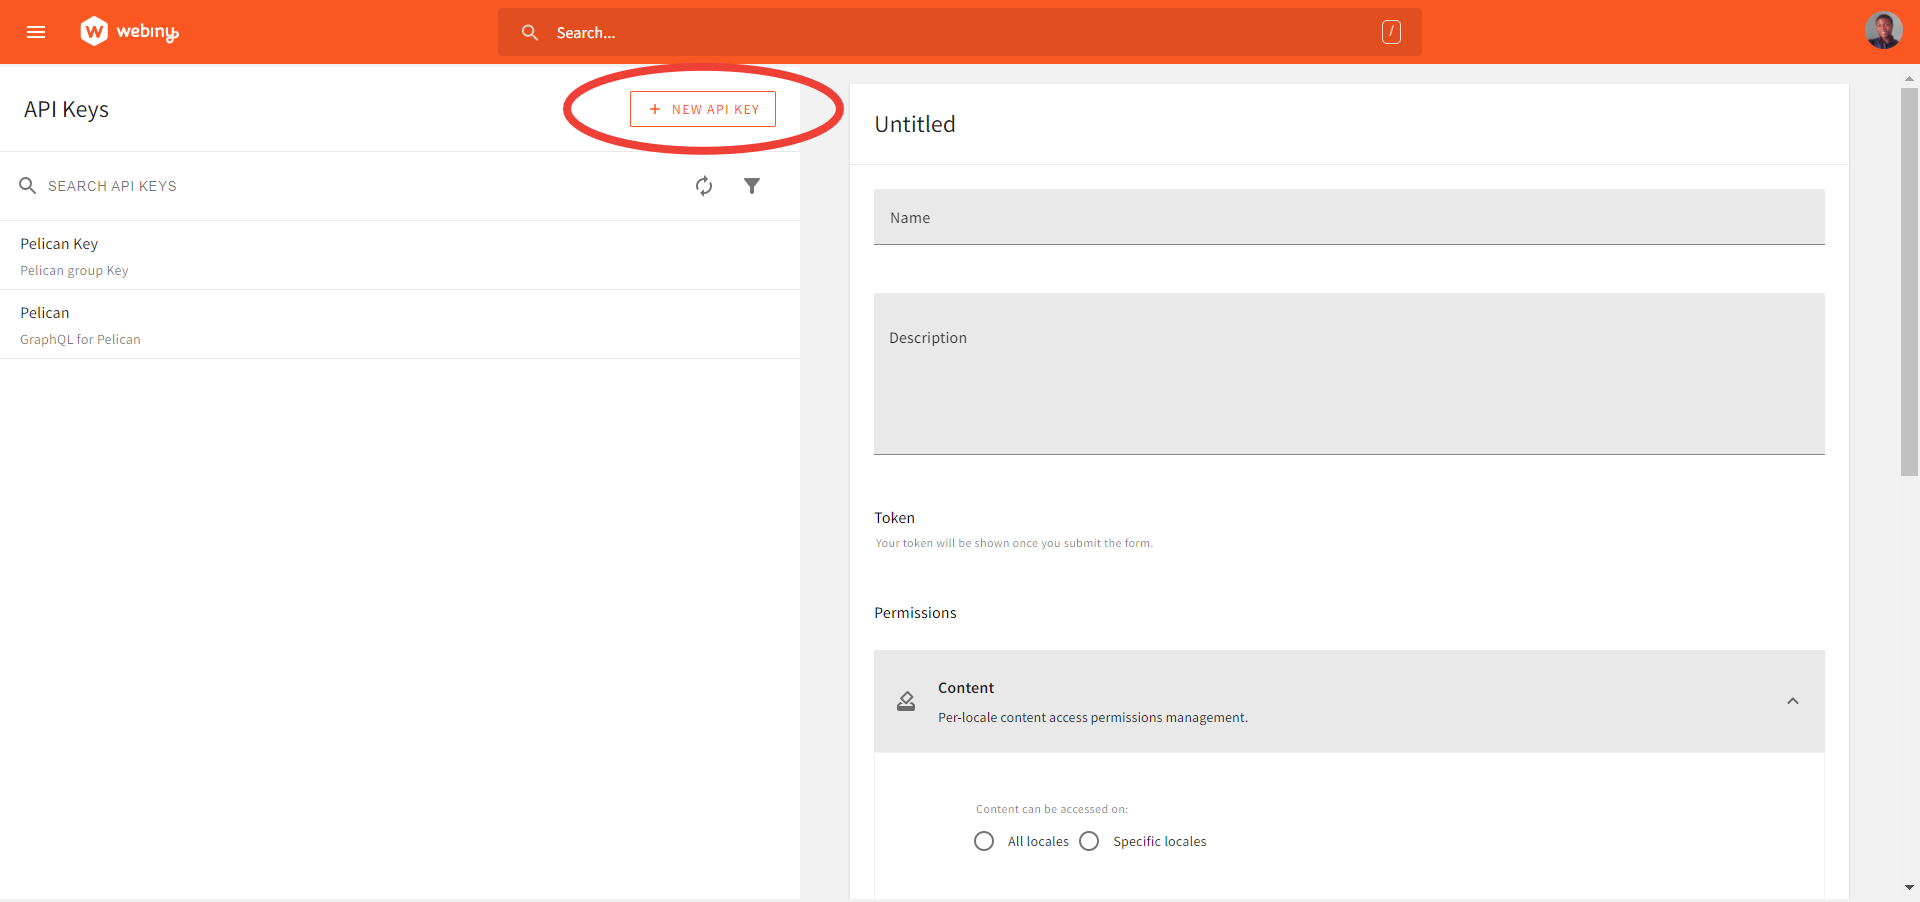 webiny
Search...
/
API Keys
+ NEW API KEY
SEARCH API KEYS
Pelican Key
Pelican group Key
Pelican
GraphQL for Pelican
Untitled
Name
Description
Token
Your token will be shown once you submit the form.
Permissions
Content
Per-locale content access permissions management.
Content can be accessed on:
All locales
Specific locales